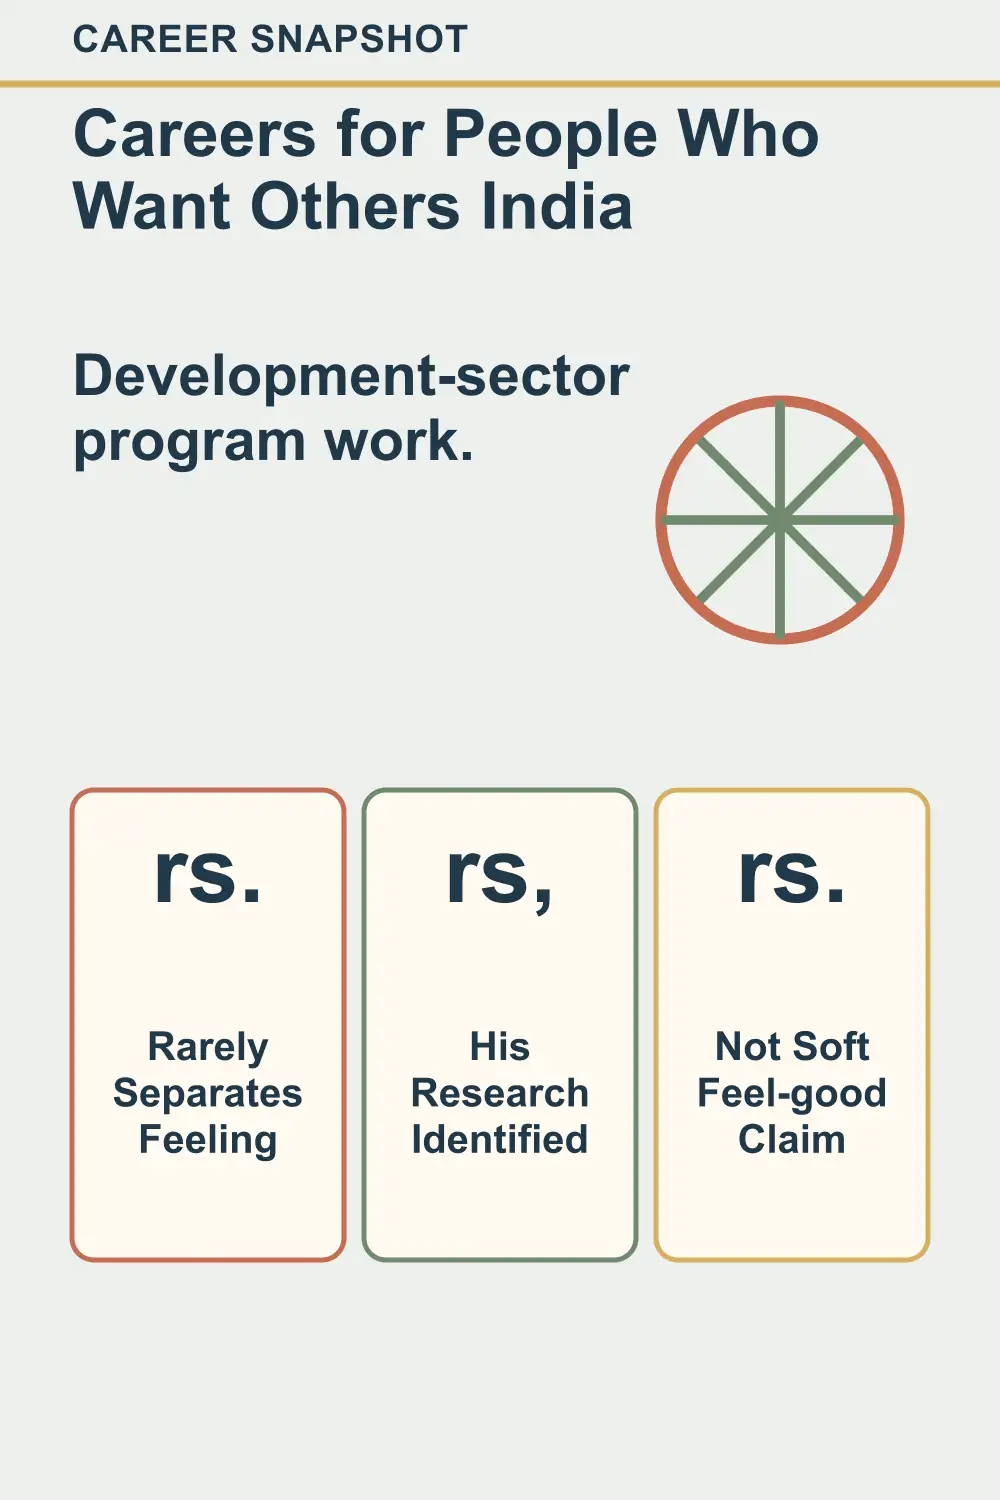 CAREER SNAPSHOT
Careers for People Who
Want Others India
Development-sector
program work.
rs.
Rarely
Separates
Feeling
rs,
His
Research
Identified
rs.
Not Soft
Feel-good
Claim